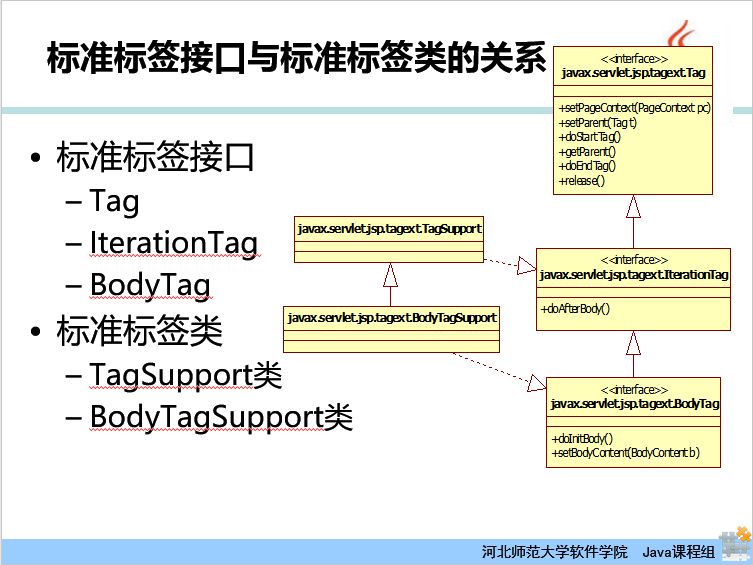 标准标签接口与标准标签类的关系
• 标准标签接口
– Tag
– IterationTag
– BodyTag
• 标准标签类
– TagSupport类
– BodyTagSupport类
<<interface>>
javax.servlet.jsp.tagext.Tag
+setPageContext(PageContext pc)
+setParent(Tag t)
+doStartTag()
+getParent()
+doEndTag()
+release()
javax.servlet.jsp.tagext.TagSupport
<<interface>>
javax.servlet.jsp.tagext.IterationTag
+doAfterBody()
javax.servlet.jsp.tagext.BodyTagSupport
<<interface>>
javax.servlet.jsp.tagext.BodyTag
+doInitBody()
+setBodyContent(BodyContent b)
河北师范大学软件学院 Java课程组